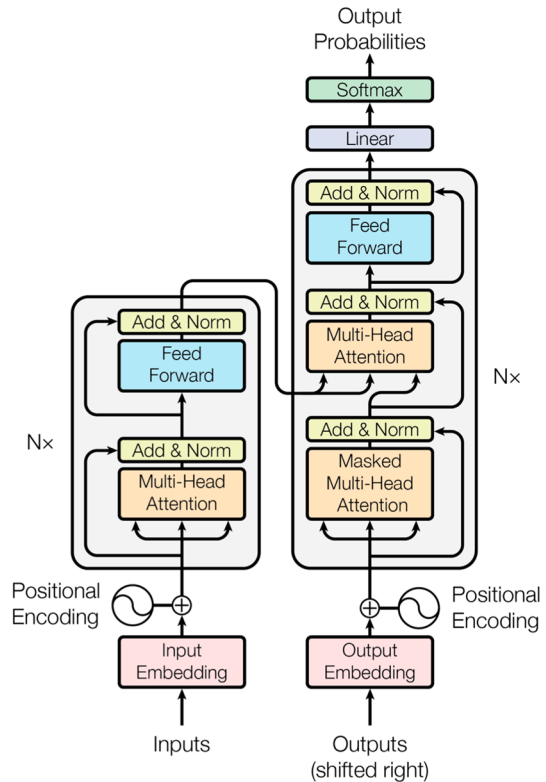 Output
Probabilities
Softmax
Linear
Add & Norm
Feed
Forward
Add & Norm
Multi-Head
Attention
Add & Norm
Masked
Multi-Head
Attention
N×
Add & Norm
Feed
Forward
Add & Norm
Multi-Head
Attention
N×
Positional
Encoding
Positional
Encoding
Input
Embedding
Output
Embedding
Inputs
Outputs
(shifted right)